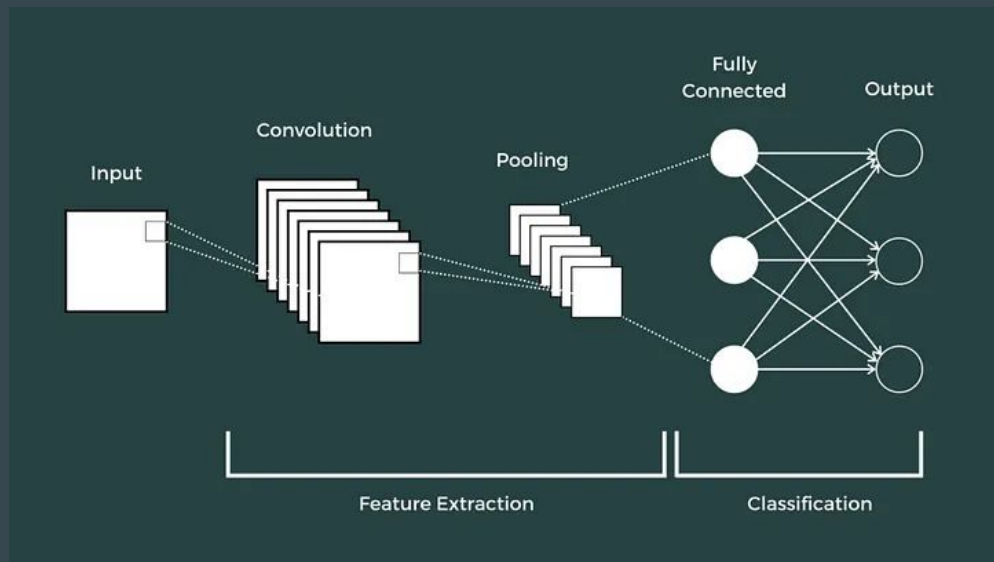 Input
Convolution
Pooling
Fully
Connected
Output
Feature Extraction
Classification